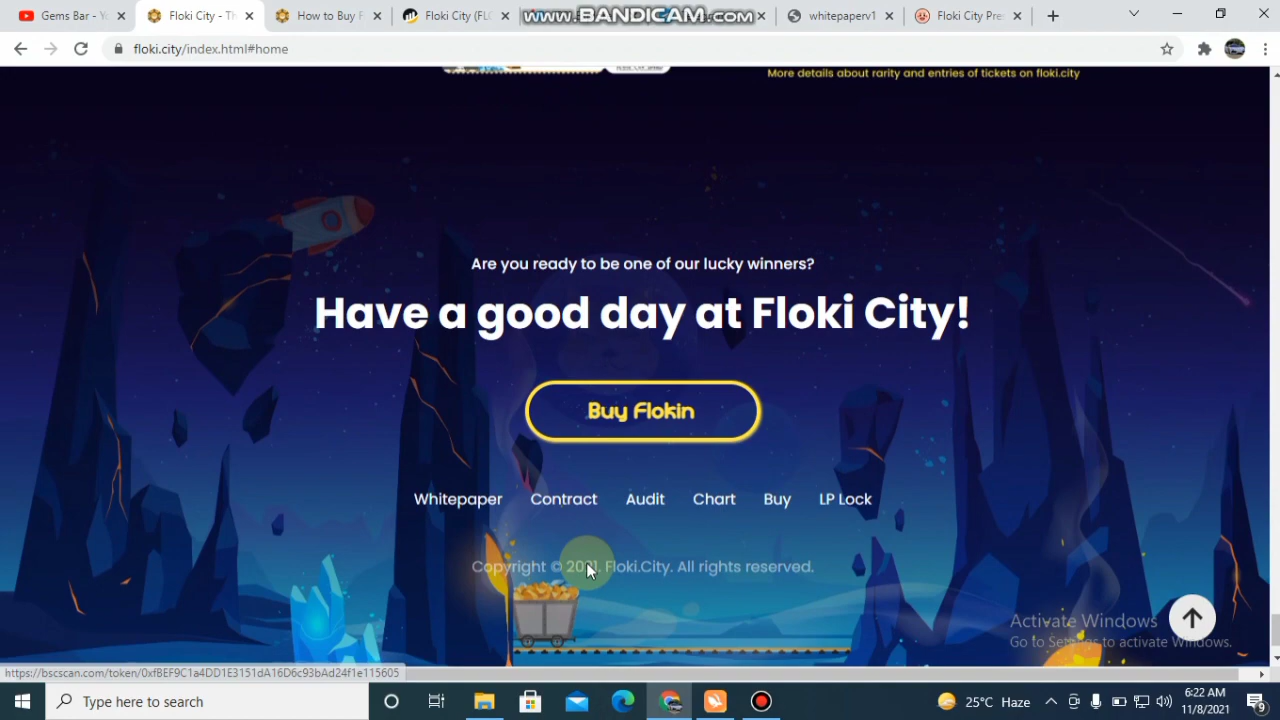 Gems Bar - Yo
Floki City - Th
How to Buy F
Floki City (FLC
www.BANDICAM.com
whitepaperv1
Floki City Pres
floki.city/index.html#home
More details about rarity and entries of tickets on floki.city
Are you ready to be one of our lucky winners?
Have a good day at Floki City!
Buy Flokin
Whitepaper Contract Audit Chart Buy LP Lock
Copyright © 2021. Floki.City. All rights reserved.
Activate Windows
Go to Settings to activate Windows.
https://bscscan.com/token/0xfBEF9C1a4DD1E3151dA16D6c93bAd24f1e115605
Type here to search
25°C Haze
6:22 AM
11/8/2021
9